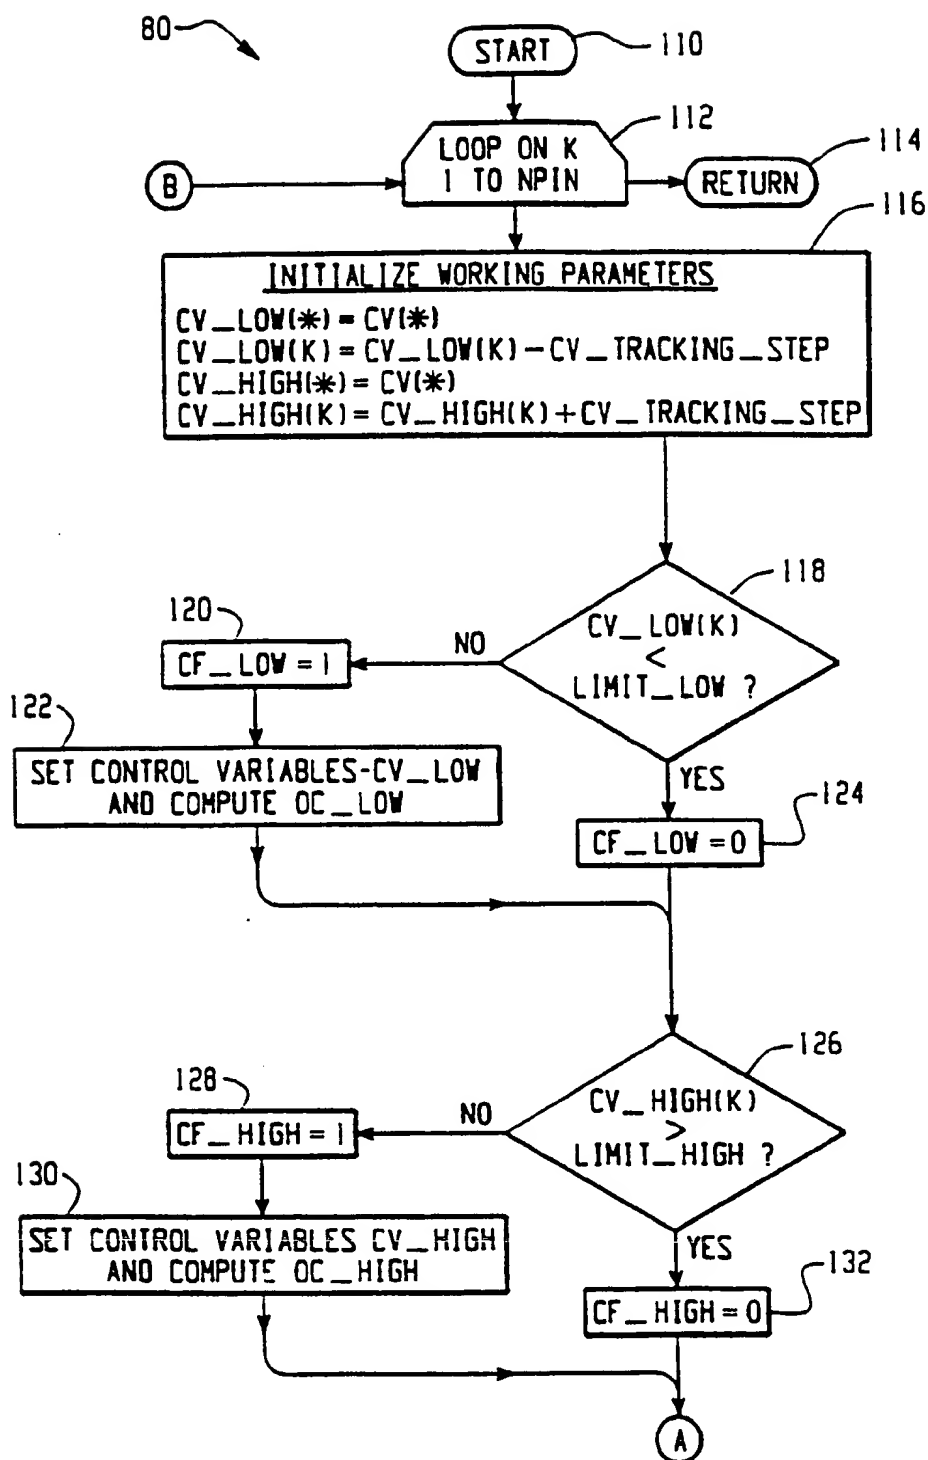 80
START
110
LOOP ON K
1 TO NPIN
112
B
RETURN
114
116
INITIALIZE WORKING PARAMETERS
CV_LOW(*) = CV(*)
CV_LOW(K) = CV_LOW(K) - CV_TRACKING_STEP
CV_HIGH(*) = CV(*)
CV_HIGH(K) = CV_HIGH(K) + CV_TRACKING_STEP
118
CV_LOW(K)
<
LIMIT_LOW ?
NO
120
CF_LOW = 1
122
SET CONTROL VARIABLES-CV_LOW
AND COMPUTE OC_LOW
YES
124
CF_LOW = 0
126
CV_HIGH(K)
>
LIMIT_HIGH ?
NO
128
CF_HIGH = 1
130
SET CONTROL VARIABLES CV_HIGH
AND COMPUTE OC_HIGH
YES
132
CF_HIGH = 0
A